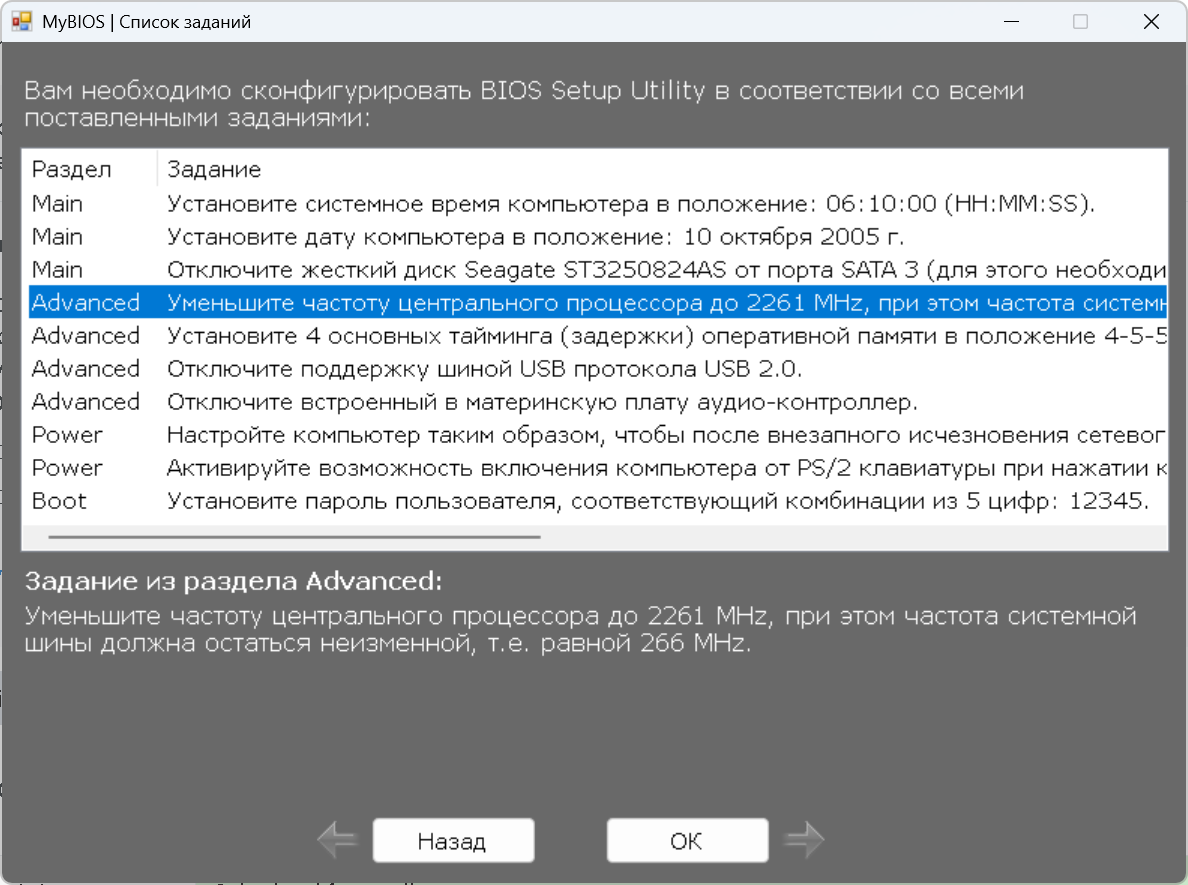 MyBIOS | Список заданий
Вам необходимо сконфигурировать BIOS Setup Utility в соответствии со всеми
поставленными заданиями:
Раздел Задание
Main Установите системное время компьютера в положение: 06:10:00 (HH:MM:SS).
Main Установите дату компьютера в положение: 10 октября 2005 г.
Main Отключите жесткий диск Seagate ST3250824AS от порта SATA 3 (для этого необходи
Advanced Уменьшите частоту центрального процессора до 2261 MHz, при этом частота систем
Advanced Установите 4 основных тайминга (задержки) оперативной памяти в положение 4-5-5
Advanced Отключите поддержку шиной USB протокола USB 2.0.
Advanced Отключите встроенный в материнскую плату аудио-контроллер.
Power Настройте компьютер таким образом, чтобы после внезапного исчезновения сетевог
Power Активируйте возможность включения компьютера от PS/2 клавиатуры при нажатии к
Boot Установите пароль пользователя, соответствующий комбинации из 5 цифр: 12345.
Задание из раздела Advanced:
Уменьшите частоту центрального процессора до 2261 MHz, при этом частота системной
шины должна остаться неизменной, т.е. равной 266 MHz.
Назад OK